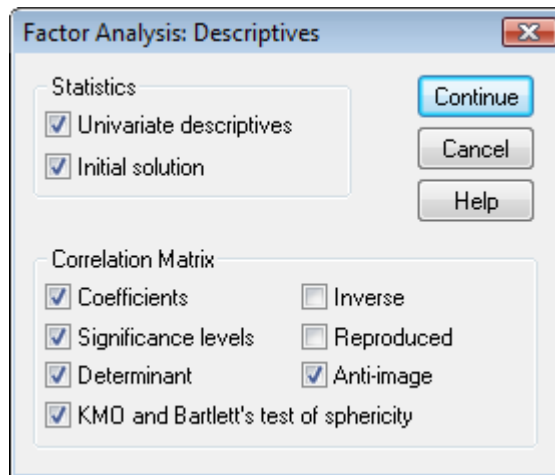 Factor Analysis: Descriptives
Statistics
Univariate descriptives
Initial solution
Continue
Cancel
Help
Correlation Matrix
Coefficients
Inverse
Significance levels
Reproduced
Determinant
Anti-image
KMO and Bartlett's test of sphericity